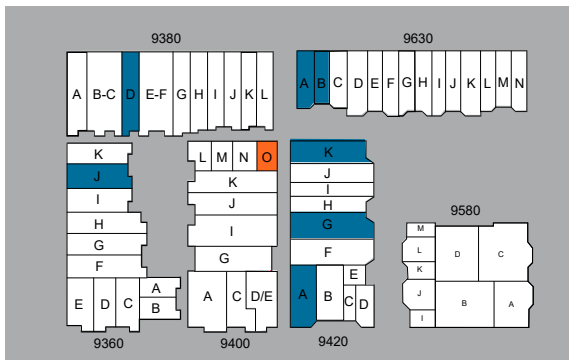 9380
9630
A B-C D E-F G H I J K L
A B C D E F G H I J K L M N
K
J
I
H
G
F
E D C A
B
9360
L M N O
K
J
I
G
A C D/E
9400
K
J
I
H
G
F
A B E
C D
9420
9580
M
L
K
J
I
D C
B A